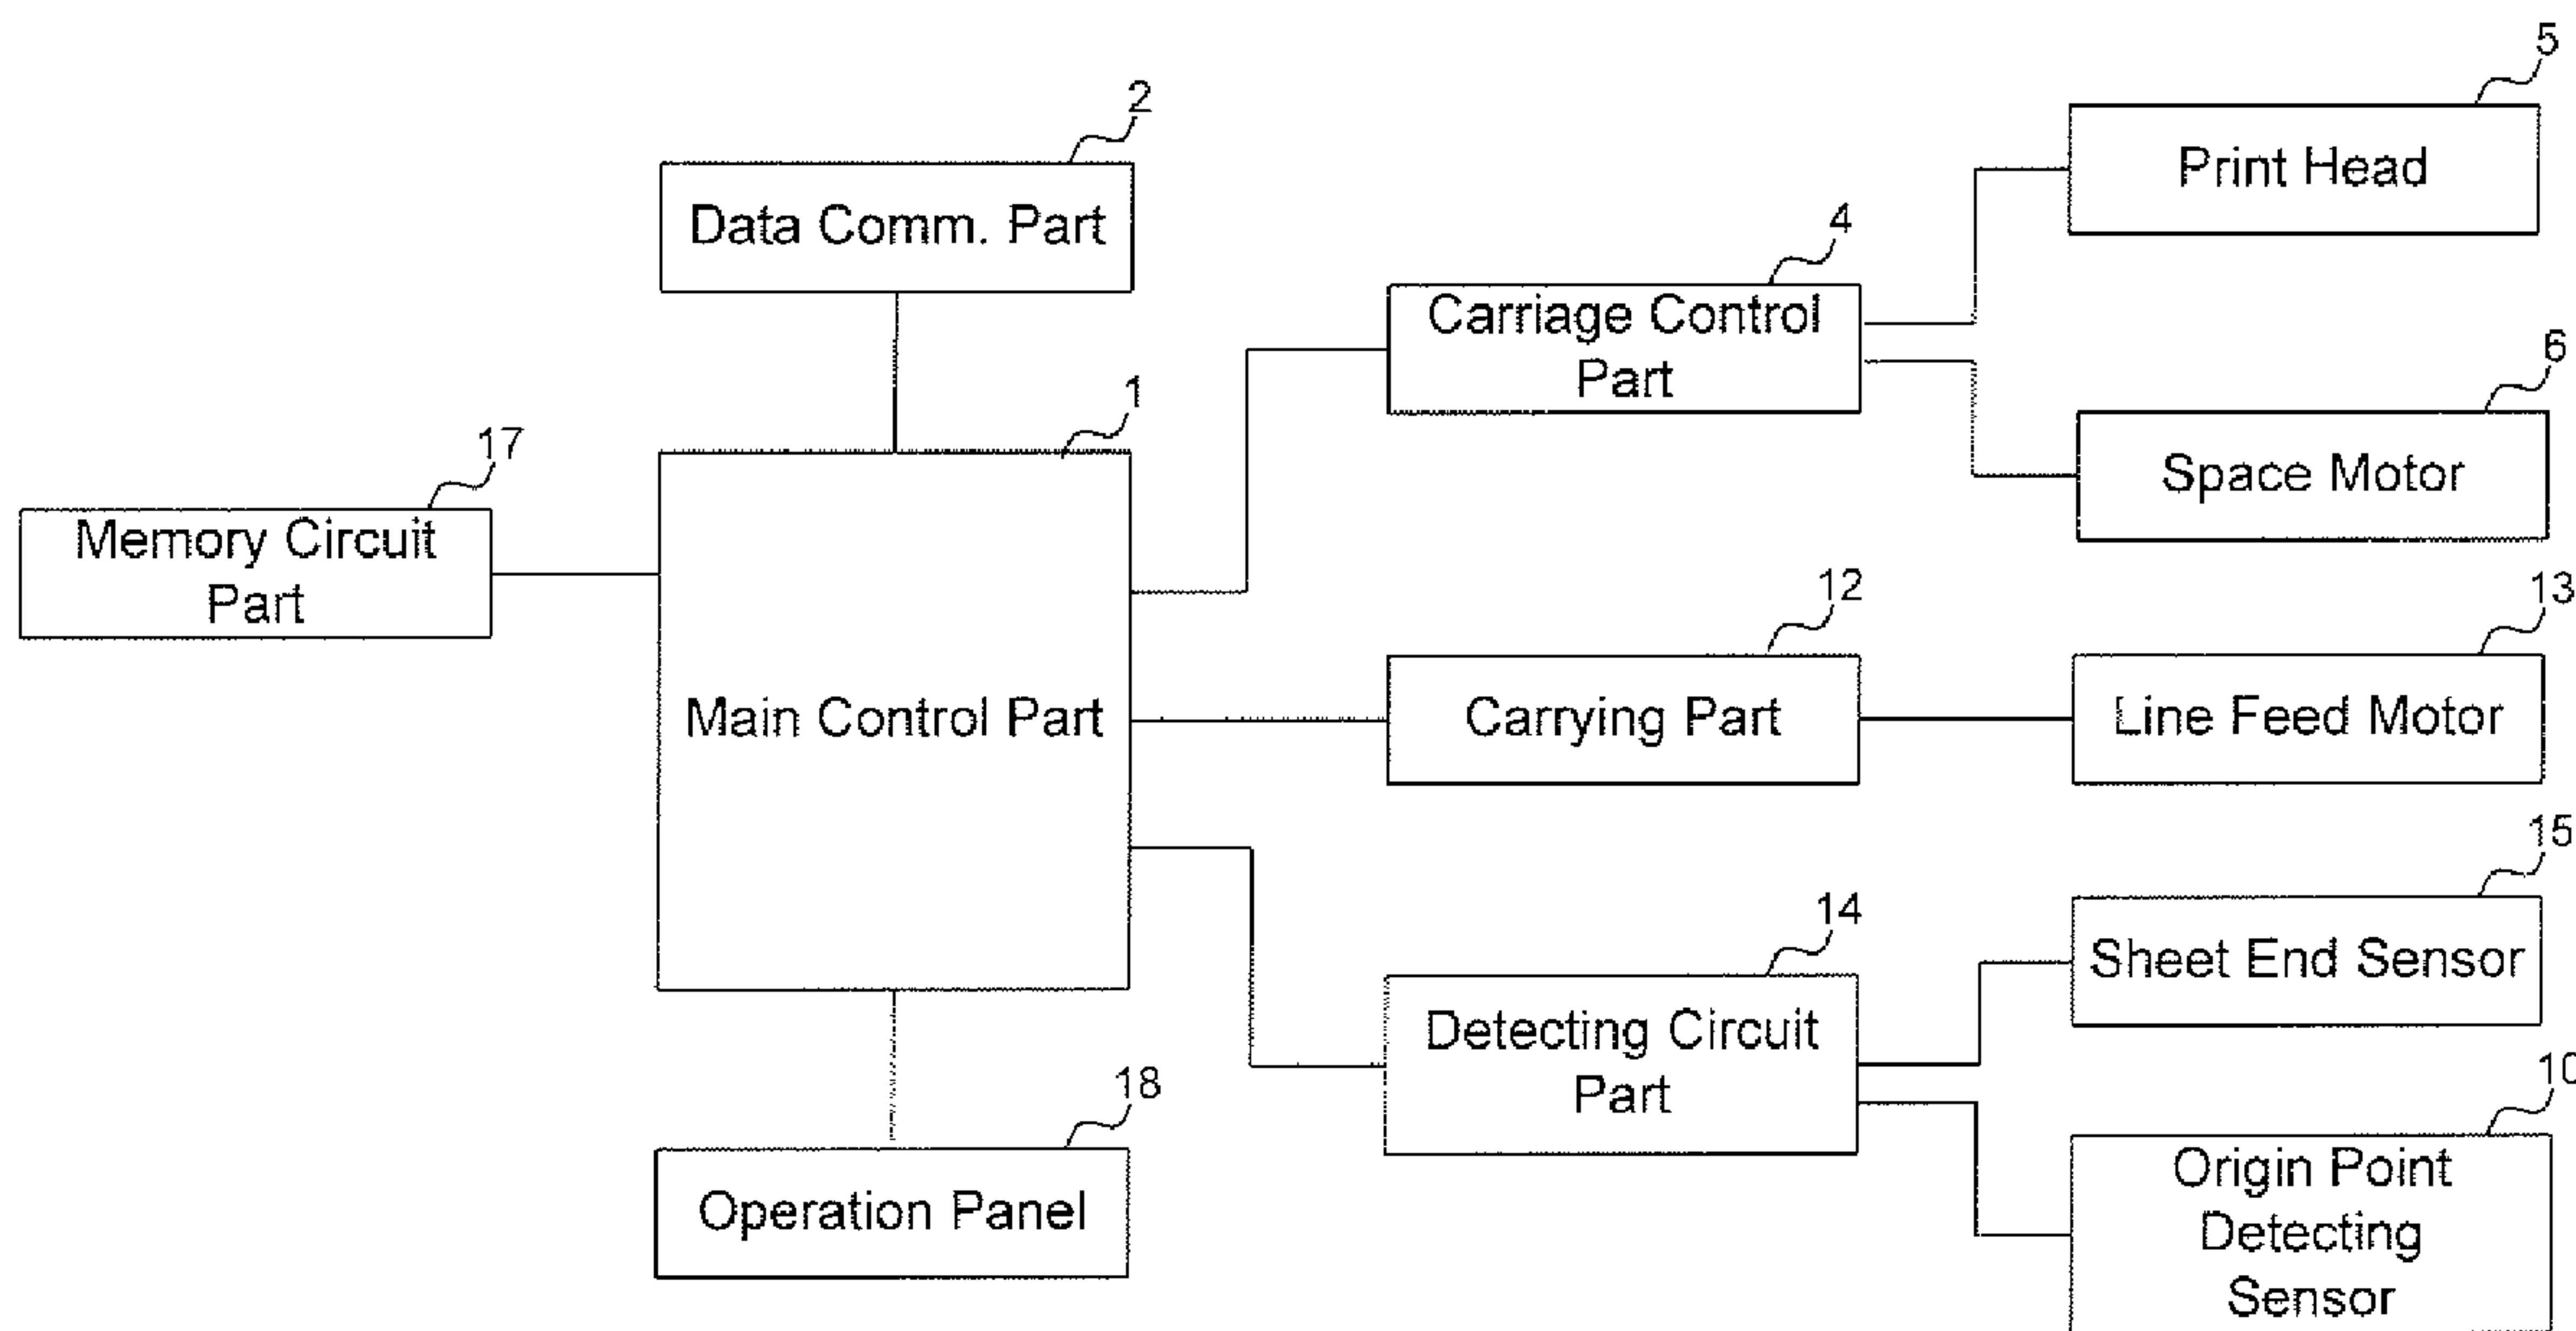 5
Print Head
2
Data Comm. Part
4
Carriage Control
Part
6
Space Motor
1
Main Control Part
17
Memory Circuit
Part
12
Carrying Part
13
Line Feed Motor
15
Sheet End Sensor
14
Detecting Circuit
Part
10
Origin Point
Detecting
Sensor
18
Operation Panel